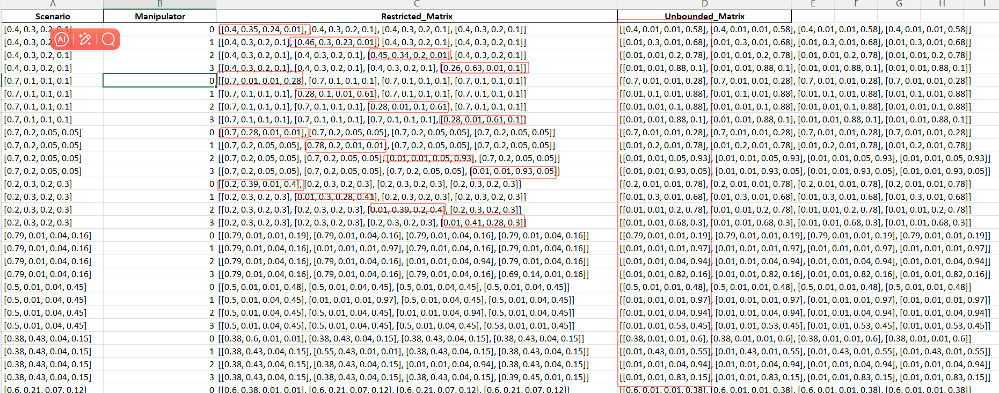 A B C D E F G H I
Scenario Manipulator Restricted_Matrix Unbounded_Matrix
[0.4, 0.3, 0.2, 0.1] 0 [[0.4, 0.35, 0.24, 0.01], [0.4, 0.3, 0.2, 0.1], [0.4, 0.3, 0.2, 0.1], [0.4, 0.3, 0.2, 0.1]] [[0.4, 0.01, 0.01, 0.58], [0.4, 0.01, 0.01, 0.58], [0.4, 0.01, 0.01, 0.58], [0.4, 0.01, 0.01, 0.58]]
[0.4, 0.3, 0.2 1 [[0.4, 0.3, 0.2, 0.1], [0.46, 0.3, 0.23, 0.01], [0.4, 0.3, 0.2, 0.1], [0.4, 0.3, 0.2, 0.1]] [[0.01, 0.3, 0.01, 0.68], [0.01, 0.3, 0.01, 0.68], [0.01, 0.3, 0.01, 0.68], [0.01, 0.3, 0.01, 0.68]]
AI
[0.4, 0.3, 0.2, 0.1] 2 [[0.4, 0.3, 0.2, 0.1], [0.4, 0.3, 0.2, 0.1], [0.45, 0.34, 0.2, 0.01], [0.4, 0.3, 0.2, 0.1]] [[0.01, 0.01, 0.2, 0.78], [0.01, 0.01, 0.2, 0.78], [0.01, 0.01, 0.2, 0.78], [0.01, 0.01, 0.2, 0.78]]
[0.4, 0.3, 0.2, 0.1] 3 [[0.4, 0.3, 0.2, 0.1], [0.4, 0.3, 0.2, 0.1], [0.4, 0.3, 0.2, 0.1], [0.26, 0.63, 0.01, 0.1]] [[0.01, 0.01, 0.88, 0.1], [0.01, 0.01, 0.88, 0.1], [0.01, 0.01, 0.88, 0.1], [0.01, 0.01, 0.88, 0.1]]
[0.7, 0.1, 0.1, 0.1] 0 [[0.7, 0.01, 0.01, 0.28], [0.7, 0.1, 0.1, 0.1], [0.7, 0.1, 0.1, 0.1], [0.7, 0.1, 0.1, 0.1]] [[0.7, 0.01, 0.01, 0.28], [0.7, 0.01, 0.01, 0.28], [0.7, 0.01, 0.01, 0.28], [0.7, 0.01, 0.01, 0.28]]
[0.7, 0.1, 0.1, 0.1] 1 [[0.7, 0.1, 0.1, 0.1], [0.28, 0.1, 0.01, 0.61], [0.7, 0.1, 0.1, 0.1], [0.7, 0.1, 0.1, 0.1]] [[0.01, 0.1, 0.01, 0.88], [0.01, 0.1, 0.01, 0.88], [0.01, 0.1, 0.01, 0.88], [0.01, 0.1, 0.01, 0.88]]
[0.7, 0.1, 0.1, 0.1] 2 [[0.7, 0.1, 0.1, 0.1], [0.7, 0.1, 0.1, 0.1], [0.28, 0.01, 0.1, 0.61], [0.7, 0.1, 0.1, 0.1]] [[0.01, 0.01, 0.1, 0.88], [0.01, 0.01, 0.1, 0.88], [0.01, 0.01, 0.1, 0.88], [0.01, 0.01, 0.1, 0.88]]
[0.7, 0.1, 0.1, 0.1] 3 [[0.7, 0.1, 0.1, 0.1], [0.7, 0.1, 0.1, 0.1], [0.7, 0.1, 0.1, 0.1], [0.28, 0.01, 0.61, 0.1]] [[0.01, 0.01, 0.88, 0.1], [0.01, 0.01, 0.88, 0.1], [0.01, 0.01, 0.88, 0.1], [0.01, 0.01, 0.88, 0.1]]
[0.7, 0.2, 0.05, 0.05] 0 [[0.7, 0.28, 0.01, 0.01], [0.7, 0.2, 0.05, 0.05], [0.7, 0.2, 0.05, 0.05], [0.7, 0.2, 0.05, 0.05]] [[0.7, 0.01, 0.01, 0.28], [0.7, 0.01, 0.01, 0.28], [0.7, 0.01, 0.01, 0.28], [0.7, 0.01, 0.01, 0.28]]
[0.7, 0.2, 0.05, 0.05] 1 [[0.7, 0.2, 0.05, 0.05], [0.78, 0.2, 0.01, 0.01], [0.7, 0.2, 0.05, 0.05], [0.7, 0.2, 0.05, 0.05]] [[0.01, 0.2, 0.01, 0.78], [0.01, 0.2, 0.01, 0.78], [0.01, 0.2, 0.01, 0.78], [0.01, 0.2, 0.01, 0.78]]
[0.7, 0.2, 0.05, 0.05] 2 [[0.7, 0.2, 0.05, 0.05], [0.7, 0.2, 0.05, 0.05], [0.01, 0.01, 0.05, 0.93], [0.7, 0.2, 0.05, 0.05]] [[0.01, 0.01, 0.05, 0.93], [0.01, 0.01, 0.05, 0.93], [0.01, 0.01, 0.05, 0.93], [0.01, 0.01, 0.05, 0.93]]
[0.7, 0.2, 0.05, 0.05] 3 [[0.7, 0.2, 0.05, 0.05], [0.7, 0.2, 0.05, 0.05], [0.7, 0.2, 0.05, 0.05], [0.01, 0.01, 0.93, 0.05]] [[0.01, 0.01, 0.93, 0.05], [0.01, 0.01, 0.93, 0.05], [0.01, 0.01, 0.93, 0.05], [0.01, 0.01, 0.93, 0.05]]
[0.2, 0.3, 0.2, 0.3] 0 [[0.2, 0.39, 0.01, 0.4], [0.2, 0.3, 0.2, 0.3], [0.2, 0.3, 0.2, 0.3], [0.2, 0.3, 0.2, 0.3]] [[0.2, 0.01, 0.01, 0.78], [0.2, 0.01, 0.01, 0.78], [0.2, 0.01, 0.01, 0.78], [0.2, 0.01, 0.01, 0.78]]
[0.2, 0.3, 0.2, 0.3] 1 [[0.2, 0.3, 0.2, 0.3], [0.01, 0.3, 0.28, 0.41], [0.2, 0.3, 0.2, 0.3], [0.2, 0.3, 0.2, 0.3]] [[0.01, 0.3, 0.01, 0.68], [0.01, 0.3, 0.01, 0.68], [0.01, 0.3, 0.01, 0.68], [0.01, 0.3, 0.01, 0.68]]
[0.2, 0.3, 0.2, 0.3] 2 [[0.2, 0.3, 0.2, 0.3], [0.2, 0.3, 0.2, 0.3], [0.01, 0.39, 0.2, 0.4], [0.2, 0.3, 0.2, 0.3]] [[0.01, 0.01, 0.2, 0.78], [0.01, 0.01, 0.2, 0.78], [0.01, 0.01, 0.2, 0.78], [0.01, 0.01, 0.2, 0.78]]
[0.2, 0.3, 0.2, 0.3] 3 [[0.2, 0.3, 0.2, 0.3], [0.2, 0.3, 0.2, 0.3], [0.2, 0.3, 0.2, 0.3], [0.01, 0.41, 0.28, 0.3]] [[0.01, 0.01, 0.68, 0.3], [0.01, 0.01, 0.68, 0.3], [0.01, 0.01, 0.68, 0.3], [0.01, 0.01, 0.68, 0.3]]
[0.79, 0.01, 0.04, 0.16] 0 [[0.79, 0.01, 0.01, 0.19], [0.79, 0.01, 0.04, 0.16], [0.79, 0.01, 0.04, 0.16], [0.79, 0.01, 0.04, 0.16]] [[0.79, 0.01, 0.01, 0.19], [0.79, 0.01, 0.01, 0.19], [0.79, 0.01, 0.01, 0.19], [0.79, 0.01, 0.01, 0.19]]
[0.79, 0.01, 0.04, 0.16] 1 [[0.79, 0.01, 0.04, 0.16], [0.01, 0.01, 0.01, 0.97], [0.79, 0.01, 0.04, 0.16], [0.79, 0.01, 0.04, 0.16]] [[0.01, 0.01, 0.01, 0.97], [0.01, 0.01, 0.01, 0.97], [0.01, 0.01, 0.01, 0.97], [0.01, 0.01, 0.01, 0.97]]
[0.79, 0.01, 0.04, 0.16] 2 [[0.79, 0.01, 0.04, 0.16], [0.79, 0.01, 0.04, 0.16], [0.01, 0.01, 0.04, 0.94], [0.79, 0.01, 0.04, 0.16]] [[0.01, 0.01, 0.04, 0.94], [0.01, 0.01, 0.04, 0.94], [0.01, 0.01, 0.04, 0.94], [0.01, 0.01, 0.04, 0.94]]
[0.79, 0.01, 0.04, 0.16] 3 [[0.79, 0.01, 0.04, 0.16], [0.79, 0.01, 0.04, 0.16], [0.79, 0.01, 0.04, 0.16], [0.69, 0.14, 0.01, 0.16]] [[0.01, 0.01, 0.82, 0.16], [0.01, 0.01, 0.82, 0.16], [0.01, 0.01, 0.82, 0.16], [0.01, 0.01, 0.82, 0.16]]
[0.5, 0.01, 0.04, 0.45] 0 [[0.5, 0.01, 0.01, 0.48], [0.5, 0.01, 0.04, 0.45], [0.5, 0.01, 0.04, 0.45], [0.5, 0.01, 0.04, 0.45]] [[0.5, 0.01, 0.01, 0.48], [0.5, 0.01, 0.01, 0.48], [0.5, 0.01, 0.01, 0.48], [0.5, 0.01, 0.01, 0.48]]
[0.5, 0.01, 0.04, 0.45] 1 [[0.5, 0.01, 0.04, 0.45], [0.01, 0.01, 0.01, 0.97], [0.5, 0.01, 0.04, 0.45], [0.5, 0.01, 0.04, 0.45]] [[0.01, 0.01, 0.01, 0.97], [0.01, 0.01, 0.01, 0.97], [0.01, 0.01, 0.01, 0.97], [0.01, 0.01, 0.01, 0.97]]
[0.5, 0.01, 0.04, 0.45] 2 [[0.5, 0.01, 0.04, 0.45], [0.5, 0.01, 0.04, 0.45], [0.01, 0.01, 0.04, 0.94], [0.5, 0.01, 0.04, 0.45]] [[0.01, 0.01, 0.04, 0.94], [0.01, 0.01, 0.04, 0.94], [0.01, 0.01, 0.04, 0.94], [0.01, 0.01, 0.04, 0.94]]
[0.5, 0.01, 0.04, 0.45] 3 [[0.5, 0.01, 0.04, 0.45], [0.5, 0.01, 0.04, 0.45], [0.5, 0.01, 0.04, 0.45], [0.53, 0.01, 0.01, 0.45]] [[0.01, 0.01, 0.53, 0.45], [0.01, 0.01, 0.53, 0.45], [0.01, 0.01, 0.53, 0.45], [0.01, 0.01, 0.53, 0.45]]
[0.38, 0.43, 0.04, 0.15] 0 [[0.38, 0.6, 0.01, 0.01], [0.38, 0.43, 0.04, 0.15], [0.38, 0.43, 0.04, 0.15], [0.38, 0.43, 0.04, 0.15]] [[0.38, 0.01, 0.01, 0.6], [0.38, 0.01, 0.01, 0.6], [0.38, 0.01, 0.01, 0.6], [0.38, 0.01, 0.01, 0.6]]
[0.38, 0.43, 0.04, 0.15] 1 [[0.38, 0.43, 0.04, 0.15], [0.55, 0.43, 0.01, 0.01], [0.38, 0.43, 0.04, 0.15], [0.38, 0.43, 0.04, 0.15]] [[0.01, 0.43, 0.01, 0.55], [0.01, 0.43, 0.01, 0.55], [0.01, 0.43, 0.01, 0.55], [0.01, 0.43, 0.01, 0.55]]
[0.38, 0.43, 0.04, 0.15] 2 [[0.38, 0.43, 0.04, 0.15], [0.38, 0.43, 0.04, 0.15], [0.01, 0.01, 0.04, 0.94], [0.38, 0.43, 0.04, 0.15]] [[0.01, 0.01, 0.04, 0.94], [0.01, 0.01, 0.04, 0.94], [0.01, 0.01, 0.04, 0.94], [0.01, 0.01, 0.04, 0.94]]
[0.38, 0.43, 0.04, 0.15] 3 [[0.38, 0.43, 0.04, 0.15], [0.38, 0.43, 0.04, 0.15], [0.38, 0.43, 0.04, 0.15], [0.39, 0.45, 0.01, 0.15]] [[0.01, 0.01, 0.83, 0.15], [0.01, 0.01, 0.83, 0.15], [0.01, 0.01, 0.83, 0.15], [0.01, 0.01, 0.83, 0.15]]
[0.6, 0.21, 0.07, 0.12] 0 [[0.6, 0.38, 0.01, 0.01], [0.6, 0.21, 0.07, 0.12], [0.6, 0.21, 0.07, 0.12], [0.6, 0.21, 0.07, 0.12]] [[0.6, 0.01, 0.01, 0.38], [0.6, 0.01, 0.01, 0.38], [0.6, 0.01, 0.01, 0.38], [0.6, 0.01, 0.01, 0.38]]